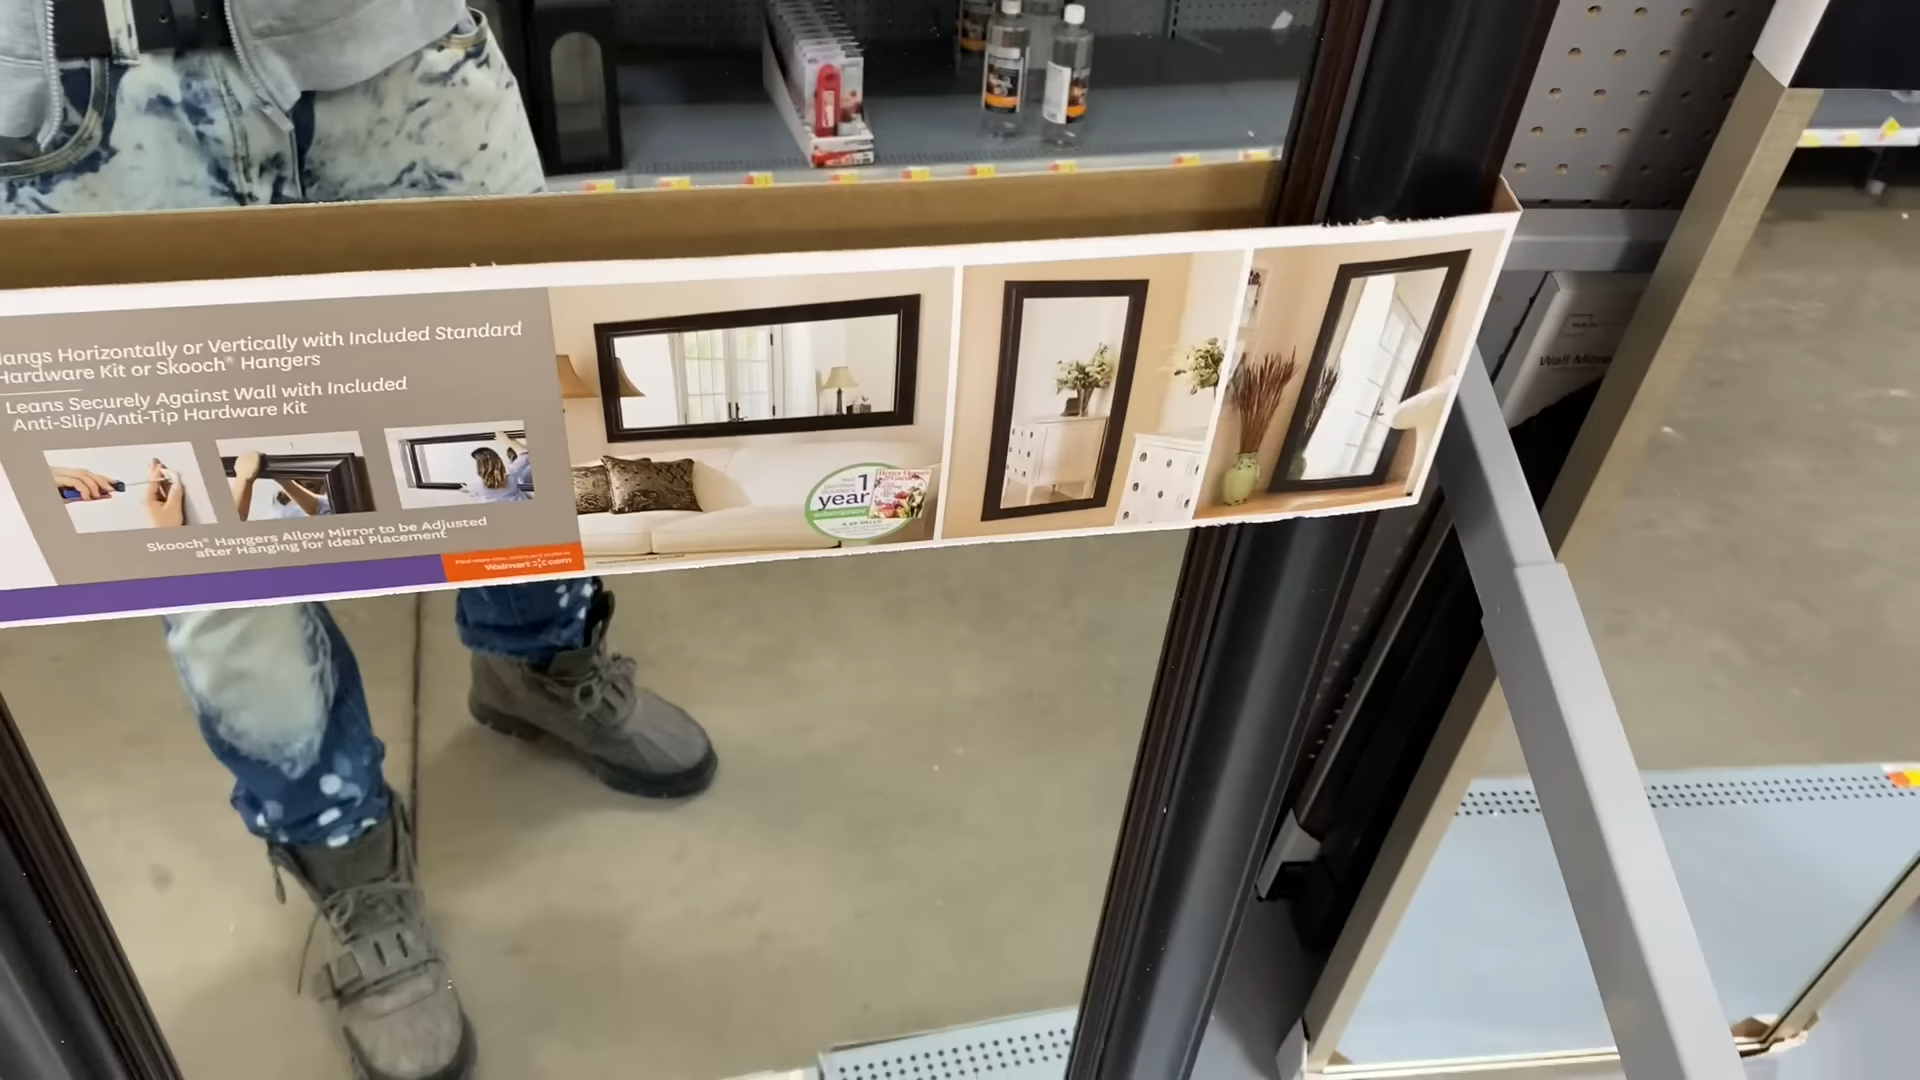 Hangs Horizontally or Vertically with Included Standard
Hardware Kit or Skooch® Hangers
Leans Securely Against Wall with Included
Anti-Slip/Anti-Tip Hardware Kit
Skooch® Hangers Allow Mirror to be Adjusted
after Hanging for Ideal Placement
Walmart.com
1
year
Wall Mirror